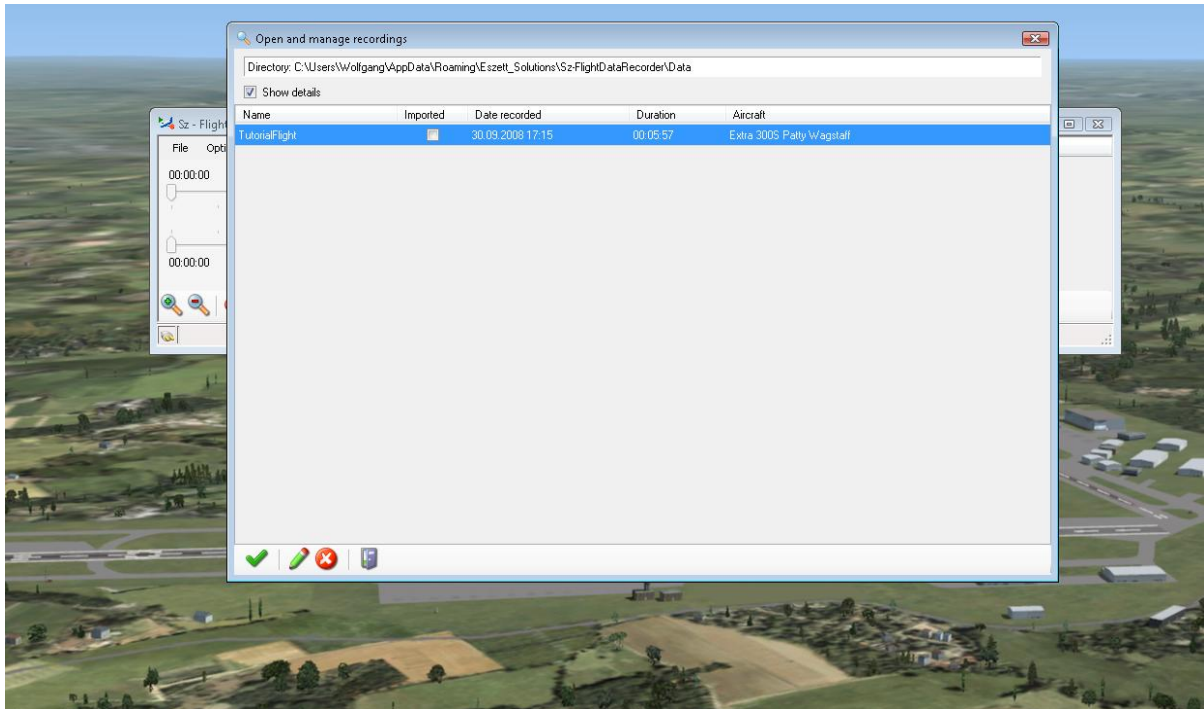 Open and manage recordings
Directory: C:\Users\Wolfgang\AppData\Roaming\Eszett_Solutions\Sz-FlightDataRecorder\Data
Show details
Name Imported Date recorded Duration Aircraft
TutorialFlight 30.09.2008 17:15 00:05:57 Extra 300S Patty Wagstaff
Sz - Flight
File Opti
00:00:00
00:00:00